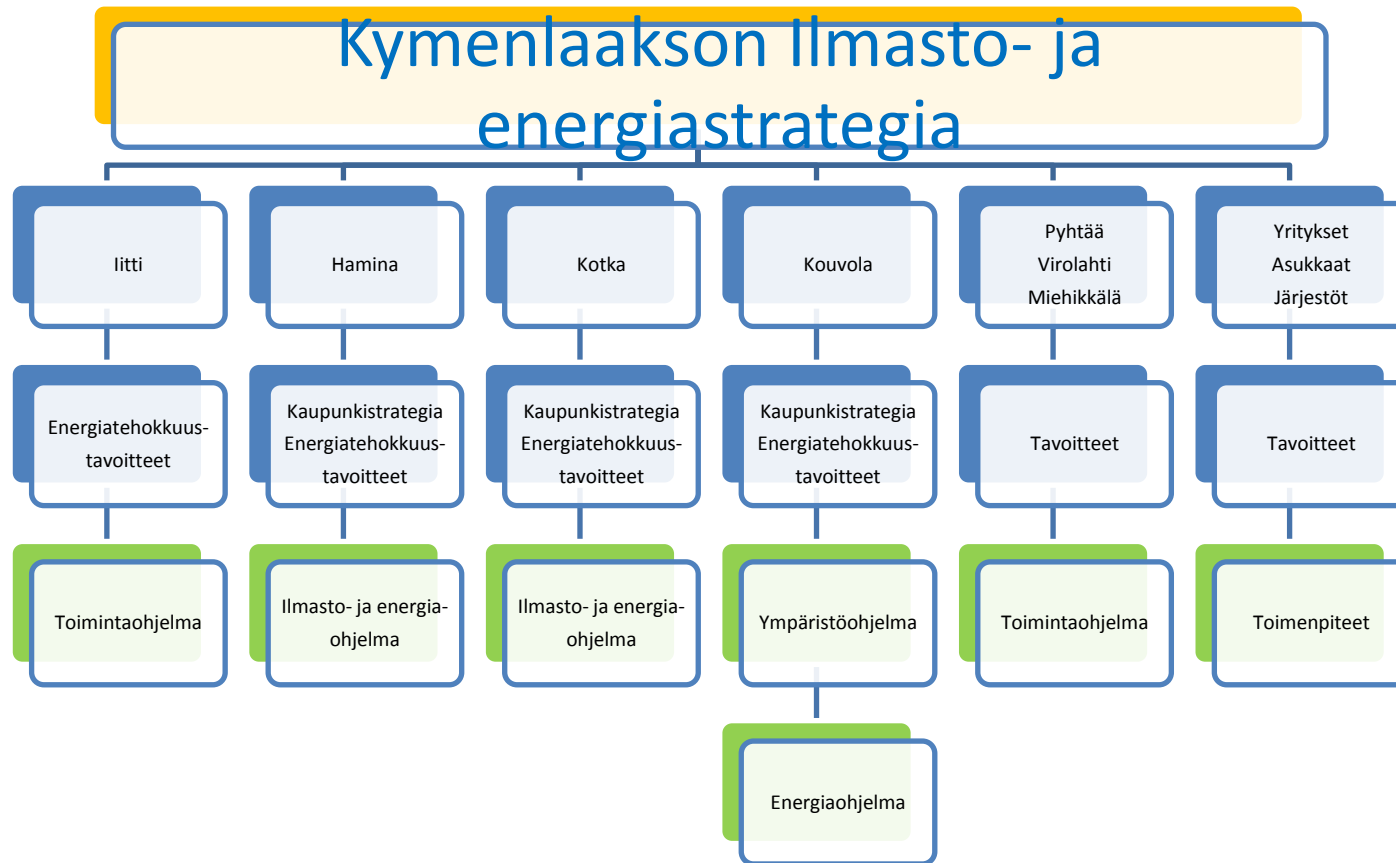 Kymenlaakson Ilmasto- ja
energiastrategia
Iitti
Hamina
Kotka
Kouvola
Pyhtää
Virolahti
Miehikkälä
Yritykset
Asukkaat
Järjestöt
Energiatehokkuus-
tavoitteet
Kaupunkistrategia
Energiatehokkuus-
tavoitteet
Kaupunkistrategia
Energiatehokkuus-
tavoitteet
Kaupunkistrategia
Energiatehokkuus-
tavoitteet
Tavoitteet
Tavoitteet
Toimintaohjelma
Ilmasto- ja energia-
ohjelma
Ilmasto- ja energia-
ohjelma
Ympäristöohjelma
Toimintaohjelma
Toimenpiteet
Energiaohjelma